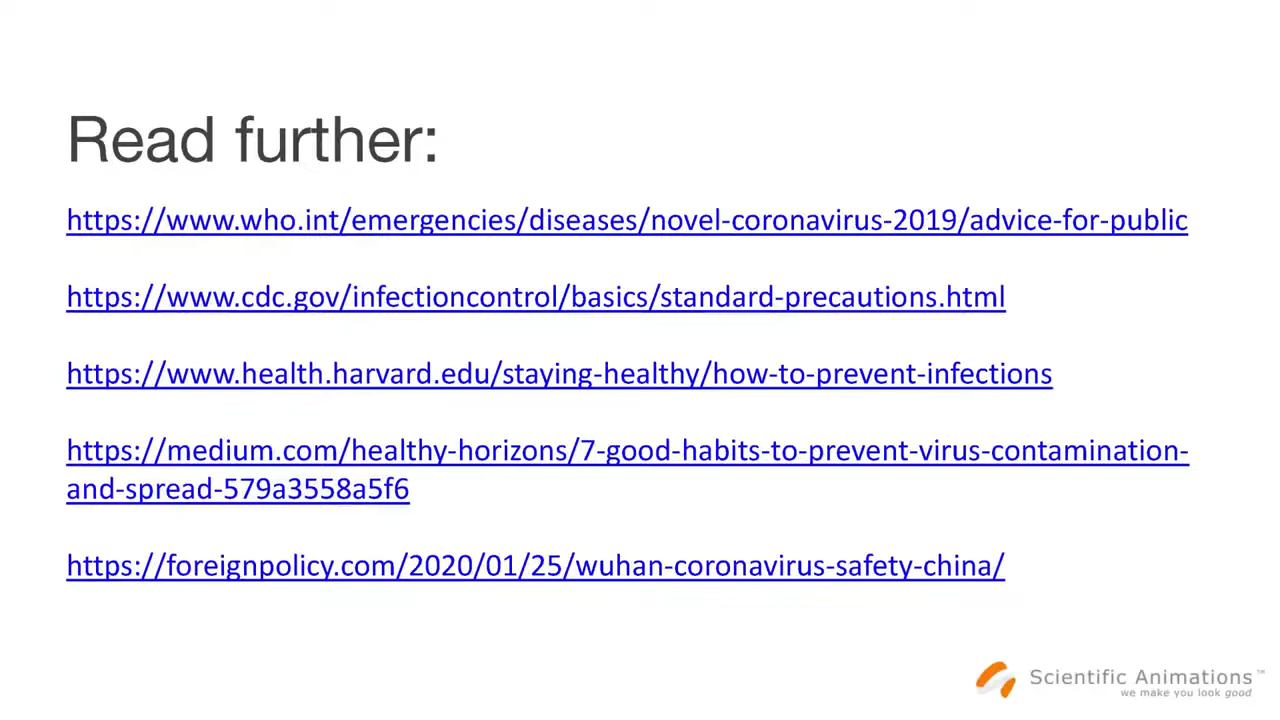 Read further:
https://www.who.int/emergencies/diseases/novel-coronavirus-2019/advice-for-public
https://www.cdc.gov/infectioncontrol/basics/standard-precautions.html
https://www.health.harvard.edu/staying-healthy/how-to-prevent-infections
https://medium.com/healthy-horizons/7-good-habits-to-prevent-virus-contamination-
and-spread-579a3558a5f6
https://foreignpolicy.com/2020/01/25/wuhan-coronavirus-safety-china/
Scientific Animations™
we make you look good